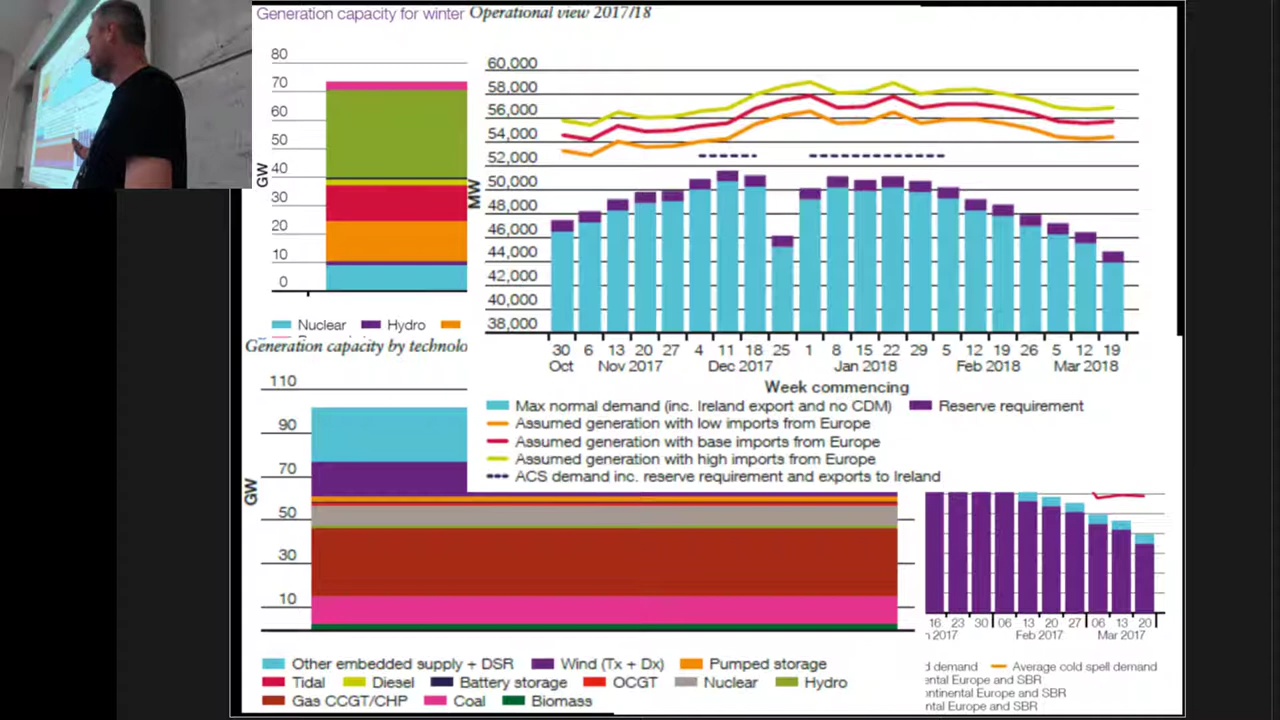 Generation capacity for winter
80
70
60
50
40
30
20
10
0
GW
Nuclear Hydro
Operational view 2017/18
60,000
58,000
56,000
54,000
52,000
50,000
48,000
46,000
44,000
42,000
40,000
38,000
MW
30 6 13 20 27 4 11 18 25 1 8 15 22 29 5 12 19 26 5 12 19
Oct Nov 2017 Dec 2017 Jan 2018 Feb 2018 Mar 2018
Week commencing
Max normal demand (inc. Ireland export and no CDM) Reserve requirement
Assumed generation with low imports from Europe
Assumed generation with base imports from Europe
Assumed generation with high imports from Europe
ACS demand inc. reserve requirement and exports to Ireland
Generation capacity by technolo
110
90
70
50
30
10
GW
Other embedded supply + DSR Wind (Tx + Dx) Pumped storage
Tidal Diesel Battery storage OCGT Nuclear Hydro
Gas CCGT/CHP Coal Biomass
16 23 30 06 13 20 27 06 13 20
2017 Feb 2017 Mar 2017
demand Average cold spell demand
ental Europe and SBR
ntinental Europe and SBR
ntal Europe and SBR